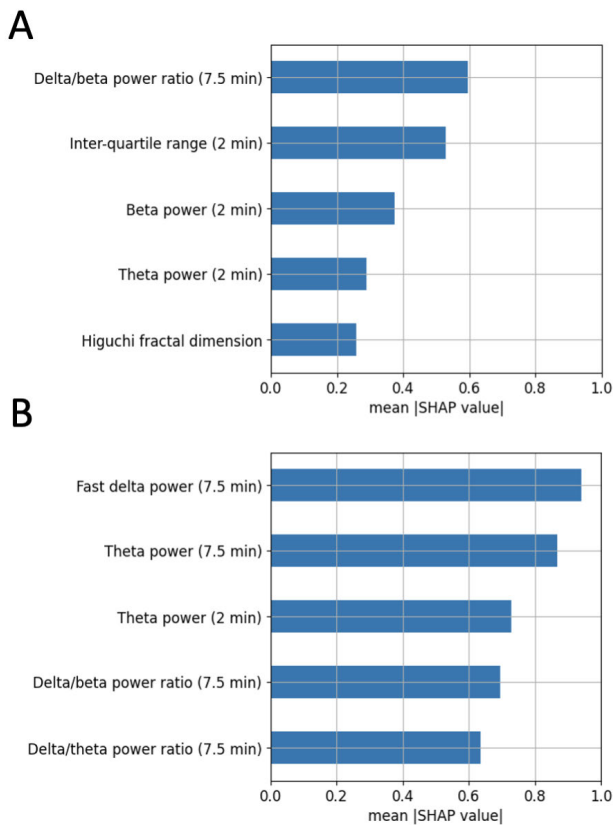 A
Delta/beta power ratio (7.5 min)
Inter-quartile range (2 min)
Beta power (2 min)
Theta power (2 min)
Higuchi fractal dimension
0.0 0.2 0.4 0.6 0.8 1.0
mean |SHAP value|
B
Fast delta power (7.5 min)
Theta power (7.5 min)
Theta power (2 min)
Delta/beta power ratio (7.5 min)
Delta/theta power ratio (7.5 min)
0.0 0.2 0.4 0.6 0.8 1.0
mean |SHAP value|